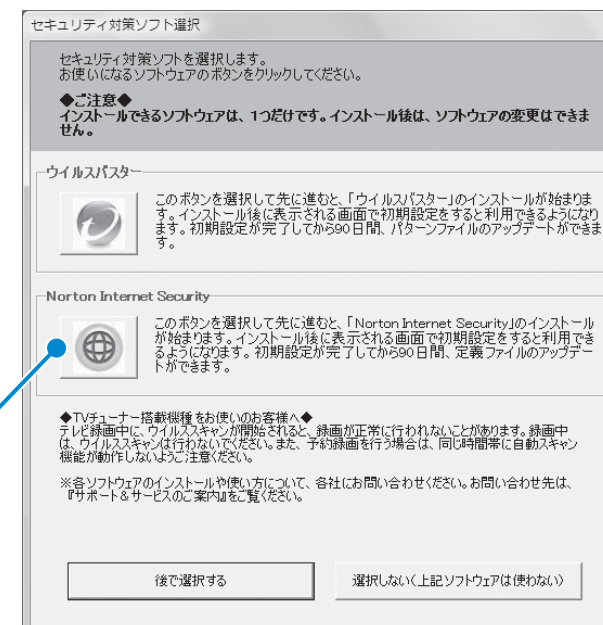 セキュリティ対策ソフト選択
セキュリティ対策ソフトを選択します。
お使いになるソフトウェアのボタンをクリックしてください。
◆ご注意◆
インストールできるソフトウェアは、1つだけです。インストール後は、ソフトウェアの変更はできま
せん。
ウイルスバスター
このボタンを選択して先に進むと、「ウイルスバスター」のインストールが始まりま
す。インストール後に表示される画面で初期設定をすると利用できるようになり
ます。初期設定が完了してから90日間、パターンファイルのアップデートができま
す。
Norton Internet Security
このボタンを選択して先に進むと、「Norton Internet Security」のインストール
が始まります。インストール後に表示される画面で初期設定をすると利用でき
るようになります。初期設定が完了してから90日間、定義ファイルのアップデー
トができます。
◆TVチューナー搭載機種をお使いのお客様へ◆
テレビ録画中に、ウイルススキャンが開始されると、録画が正常に行われないことがあります。録画中
は、ウイルススキャンは行わないでください。また、予約録画を行う場合は、同じ時間帯に自動スキャン
機能が動作しないようご注意ください。
※各ソフトウェアのインストールや使い方について、各社にお問い合わせください。お問い合わせ先は、
『サポート&サービスのご案内』をご覧ください。
後で選択する
選択しない(上記ソフトウェアは使わない)